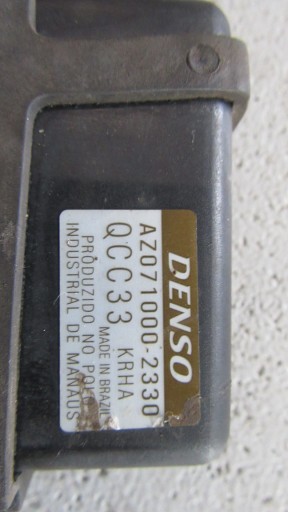 DENSO
AZ071000-2330
QCC33 KRHA
MADE IN BRAZIL
PRODUZIDO NO POLO
INDUSTRIAL DE MANAUS